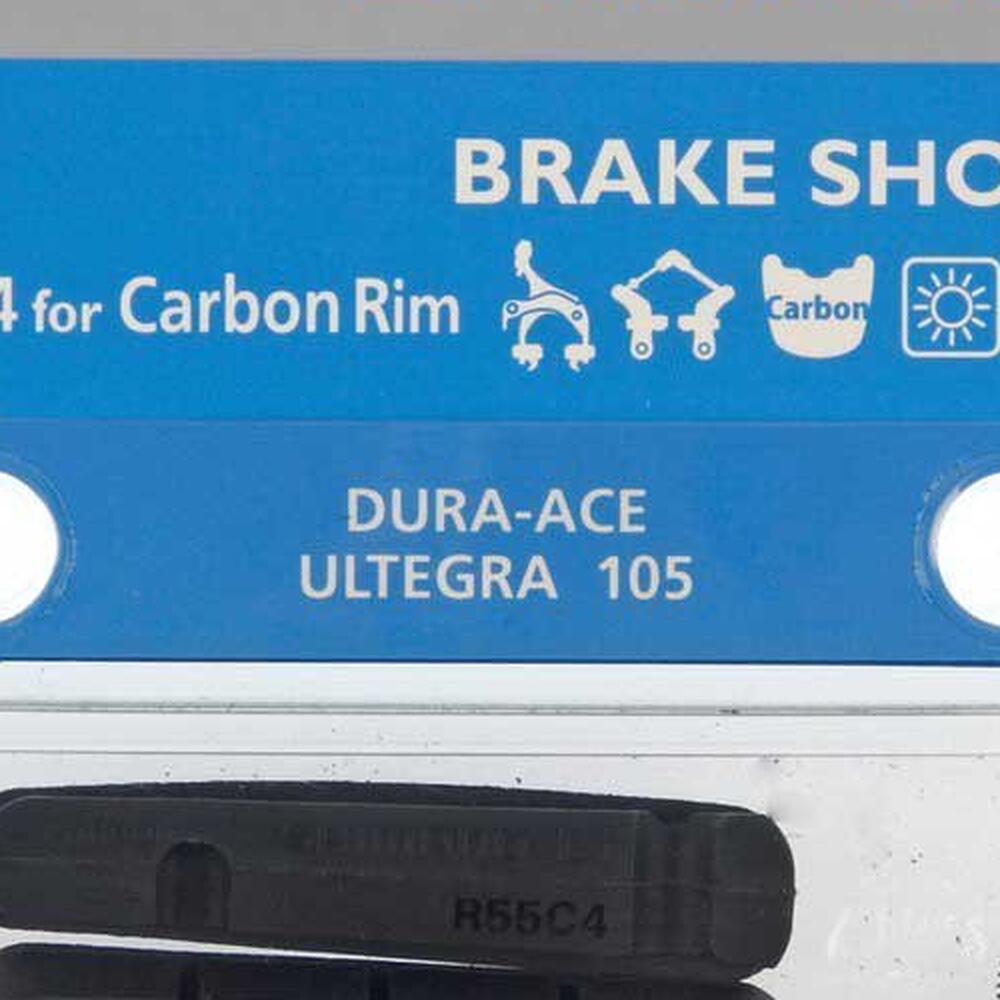 BRAKE SHO
4 for Carbon Rim
Carbon
DURA-ACE
ULTEGRA 105
R55C4